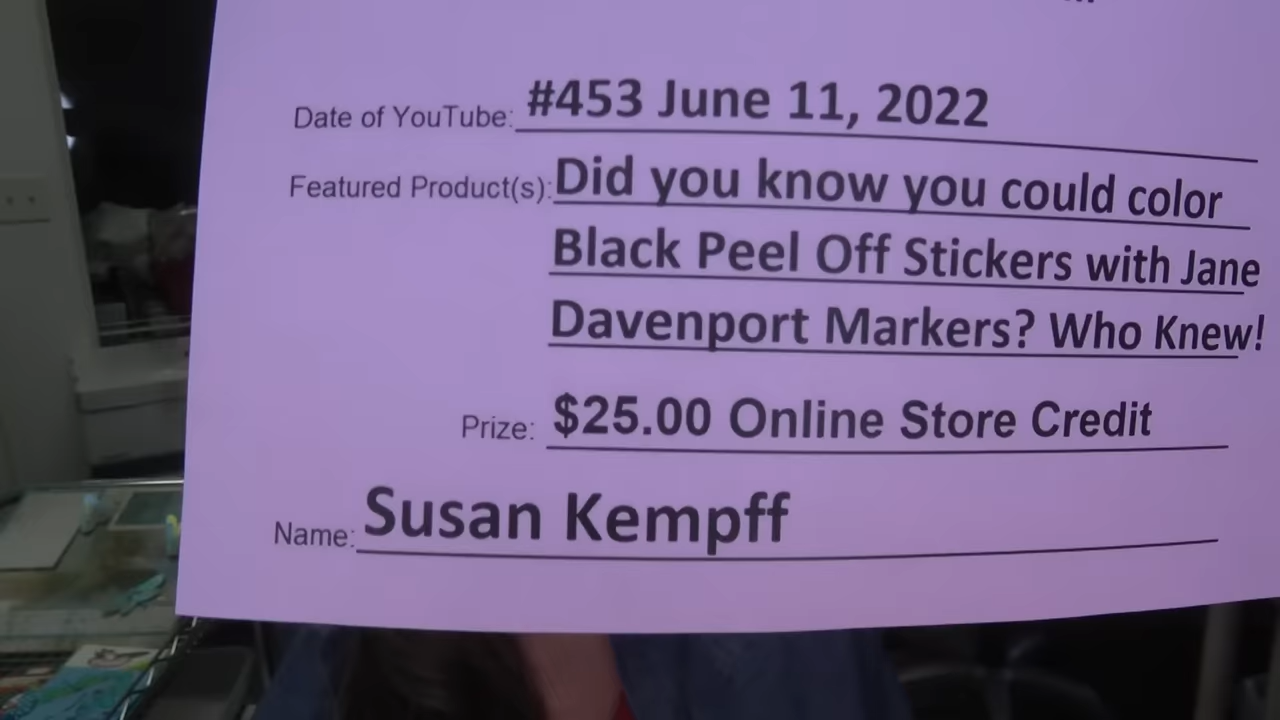 Date of YouTube: #453 June 11, 2022
Featured Product(s): Did you know you could color
Black Peel Off Stickers with Jane
Davenport Markers? Who Knew!
Prize: $25.00 Online Store Credit
Name: Susan Kempff